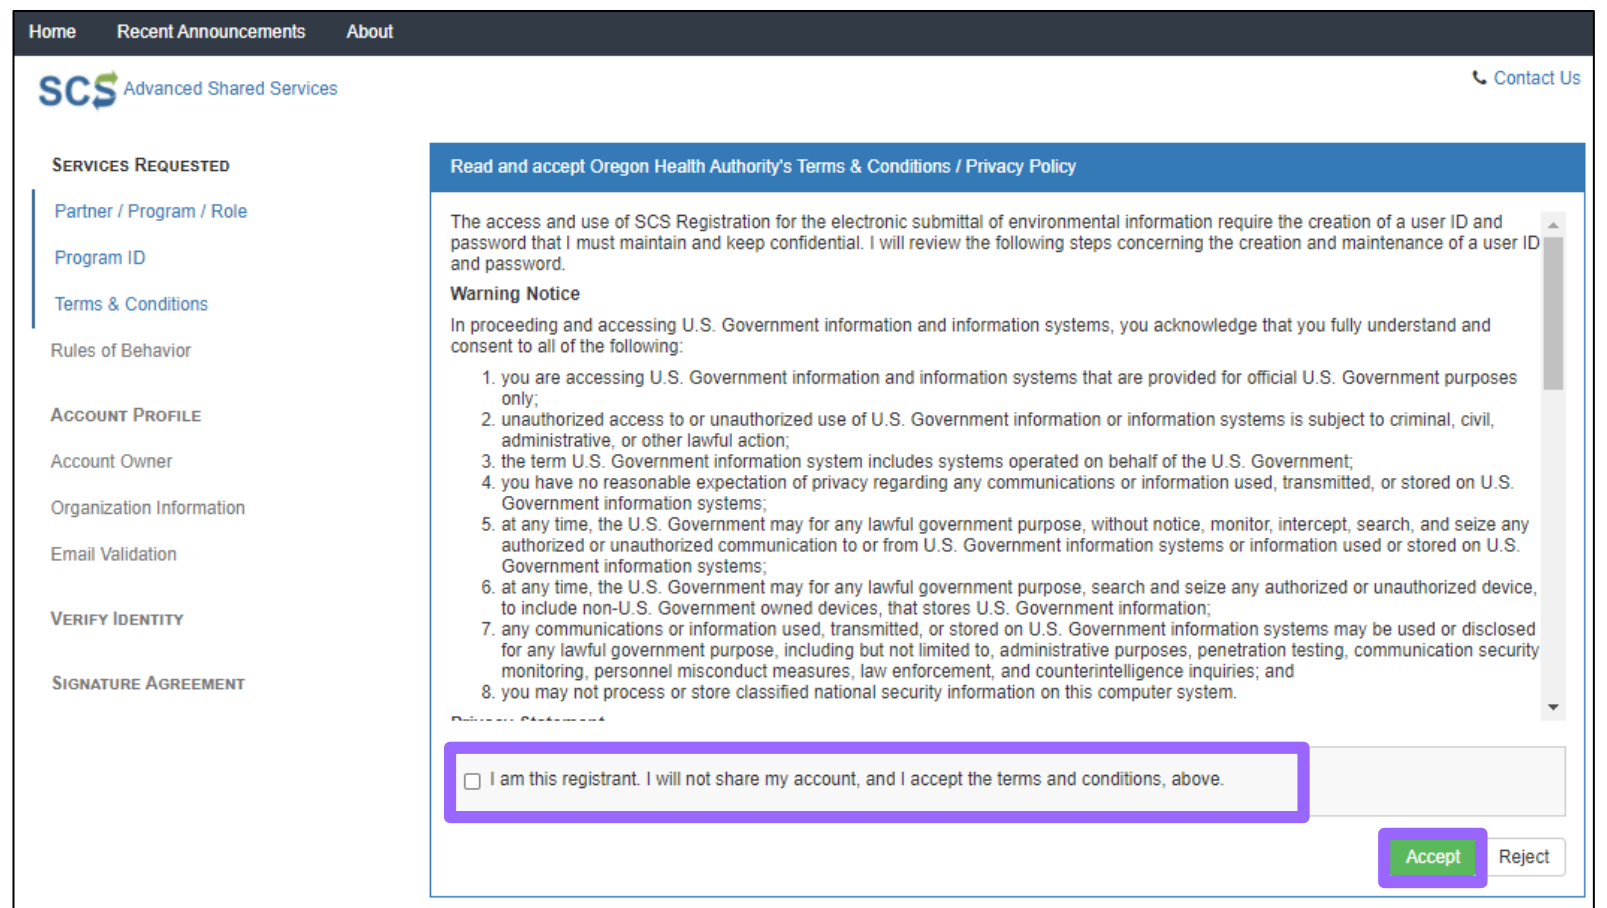 Home Recent Announcements About
SCS Advanced Shared Services
Contact Us
SERVICES REQUESTED
Partner / Program / Role
Program ID
Terms & Conditions
Rules of Behavior
ACCOUNT PROFILE
Account Owner
Organization Information
Email Validation
VERIFY IDENTITY
SIGNATURE AGREEMENT
Read and accept Oregon Health Authority's Terms & Conditions / Privacy Policy
The access and use of SCS Registration for the electronic submittal of environmental information require the creation of a user ID and
password that I must maintain and keep confidential. I will review the following steps concerning the creation and maintenance of a user ID
and password.
Warning Notice
In proceeding and accessing U.S. Government information and information systems, you acknowledge that you fully understand and
consent to all of the following:
1. you are accessing U.S. Government information and information systems that are provided for official U.S. Government purposes
only;
2. unauthorized access to or unauthorized use of U.S. Government information or information systems is subject to criminal, civil,
administrative, or other lawful action;
3. the term U.S. Government information system includes systems operated on behalf of the U.S. Government;
4. you have no reasonable expectation of privacy regarding any communications or information used, transmitted, or stored on U.S.
Government information systems;
5. at any time, the U.S. Government may for any lawful government purpose, without notice, monitor, intercept, search, and seize any
authorized or unauthorized communication to or from U.S. Government information systems or information used or stored on U.S.
Government information systems;
6. at any time, the U.S. Government may for any lawful government purpose, search and seize any authorized or unauthorized device,
to include non-U.S. Government owned devices, that stores U.S. Government information;
7. any communications or information used, transmitted, or stored on U.S. Government information systems may be used or disclosed
for any lawful government purpose, including but not limited to, administrative purposes, penetration testing, communication security
monitoring, personnel misconduct measures, law enforcement, and counterintelligence inquiries; and
8. you may not process or store classified national security information on this computer system.
Privacy Statement
I am this registrant. I will not share my account, and I accept the terms and conditions, above.
Accept Reject